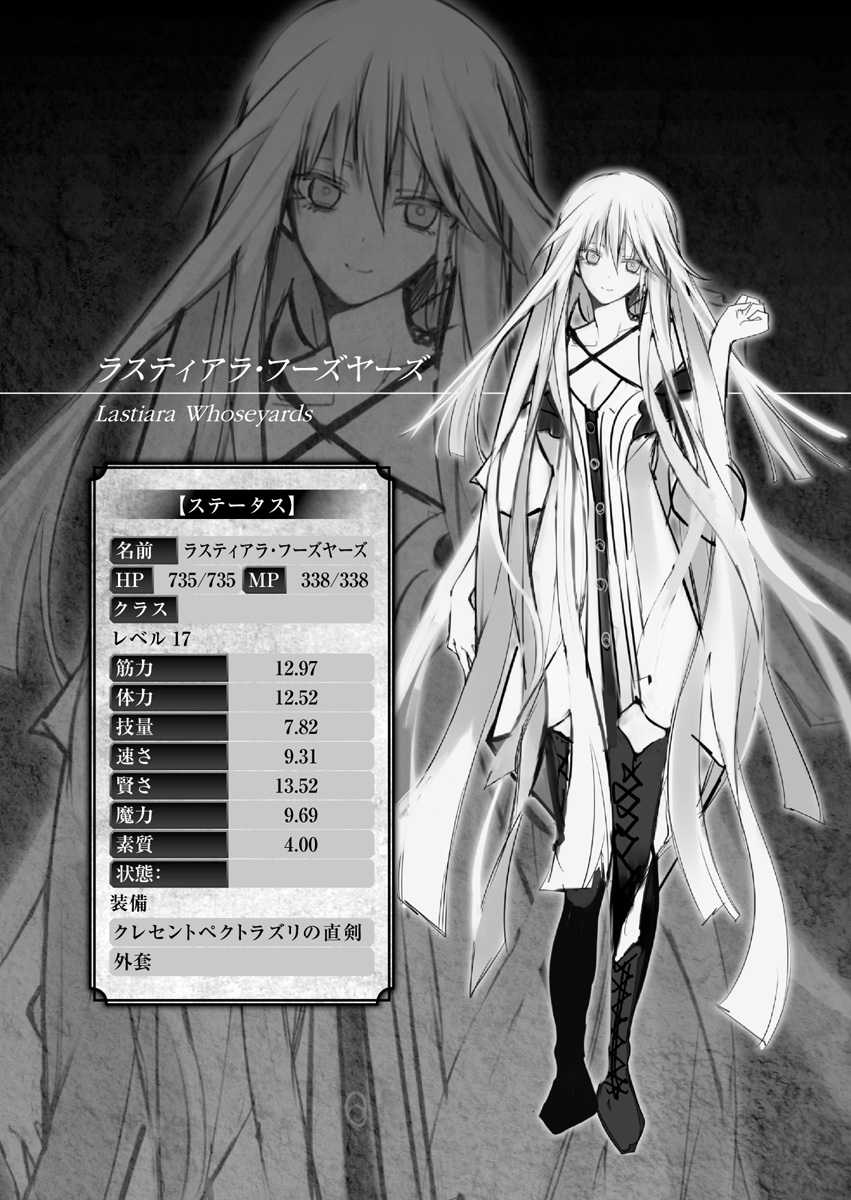 ラスティアラ・フーズヤーズ
Lastiara Whoseyards
【ステータス】
名前 ラスティアラ・フーズヤーズ
HP 735/735 MP 338/338
クラス
レベル 17
筋力 12.97
体力 12.52
技量 7.82
速さ 9.31
賢さ 13.52
魔力 9.69
素質 4.00
状態：
装備
クレセントペクトラズリの直剣
外套